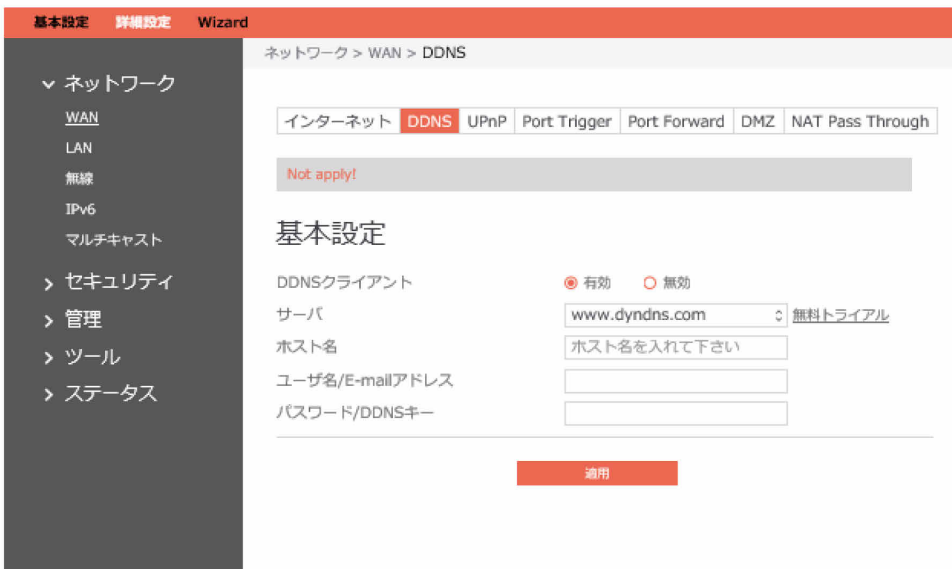 基本設定 詳細設定 Wizard
ネットワーク > WAN > DDNS
ネットワーク
WAN
LAN
無線
IPv6
マルチキャスト
セキュリティ
管理
ツール
ステータス
インターネット DDNS UPnP Port Trigger Port Forward DMZ NAT Pass Through
Not apply!
基本設定
DDNSクライアント 有効 無効
サーバ www.dyndns.com 無料トライアル
ホスト名 ホスト名を入れて下さい
ユーザ名/E-mailアドレス
パスワード/DDNSキー
適用